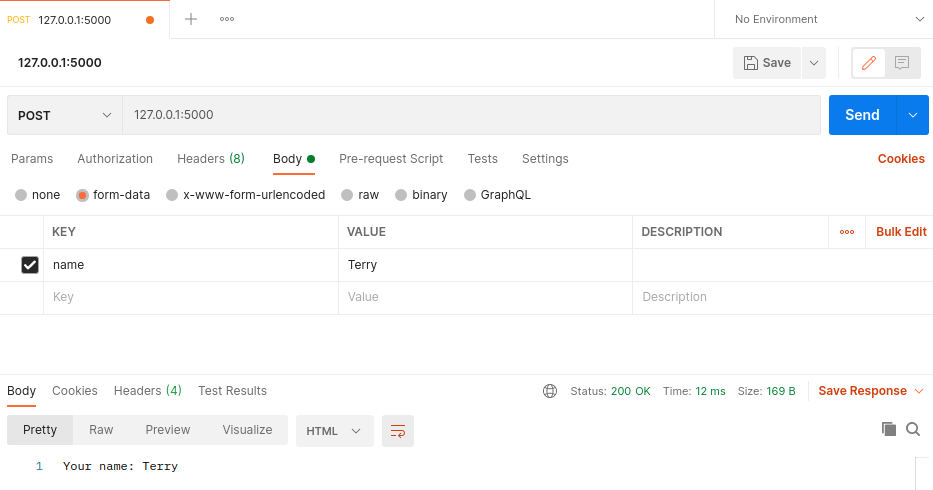 POST 127.0.0.1:5000 No Environment
127.0.0.1:5000 Save
POST 127.0.0.1:5000 Send
Params Authorization Headers (8) Body Pre-request Script Tests Settings Cookies
none form-data x-www-form-urlencoded raw binary GraphQL
KEY VALUE DESCRIPTION Bulk Edit
name Terry
Key Value Description
Body Cookies Headers (4) Test Results Status: 200 OK Time: 12 ms Size: 169 B Save Response
Pretty Raw Preview Visualize HTML
1 Your name: Terry